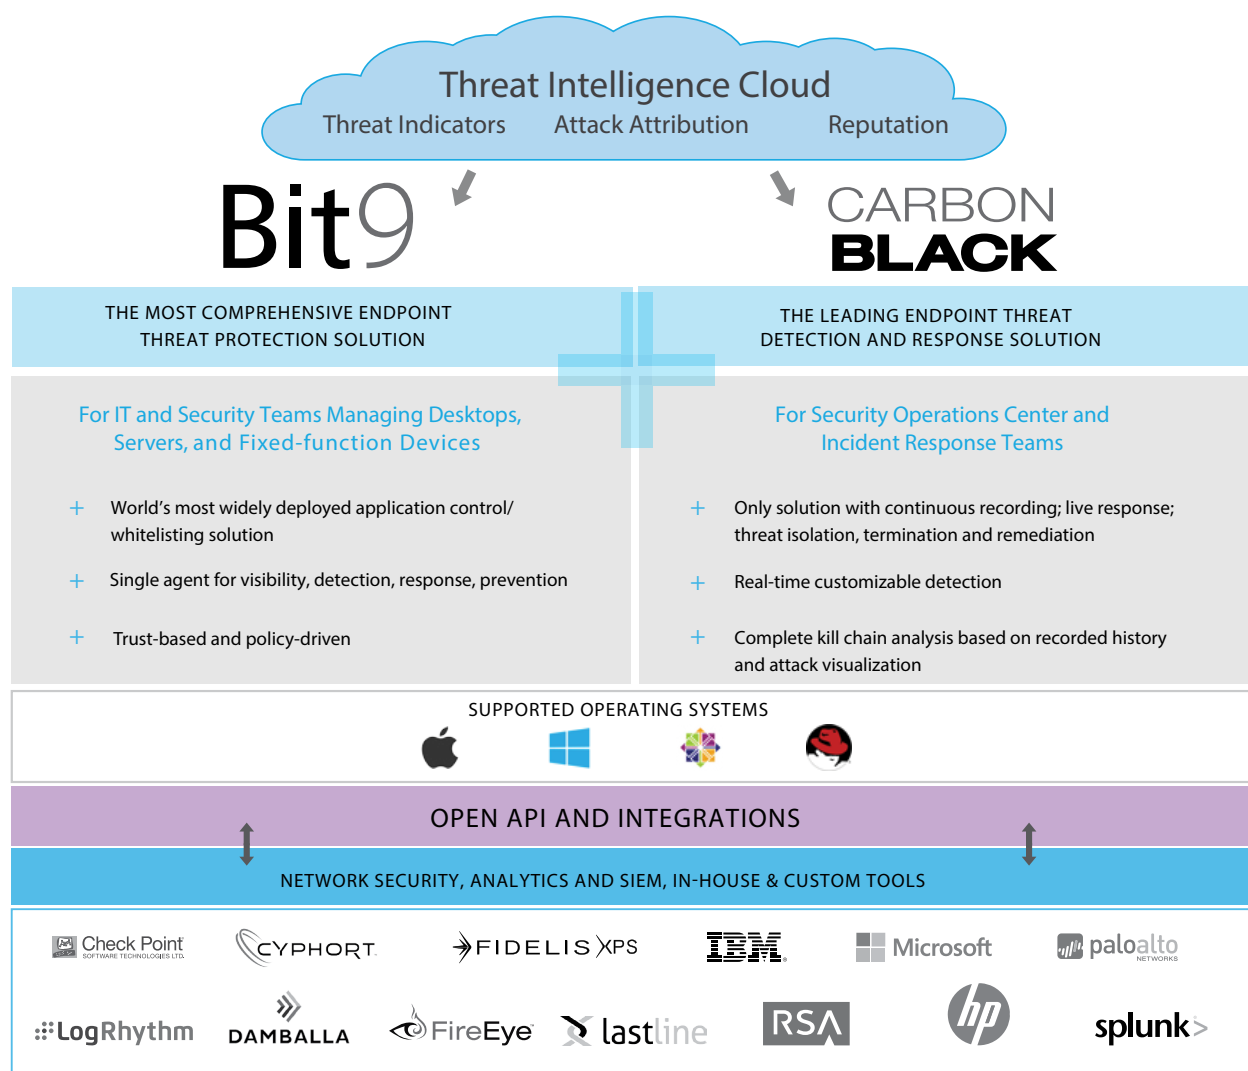 Threat Intelligence Cloud
Threat Indicators Attack Attribution Reputation
Bit9
CARBON
BLACK
THE MOST COMPREHENSIVE ENDPOINT
THREAT PROTECTION SOLUTION
THE LEADING ENDPOINT THREAT
DETECTION AND RESPONSE SOLUTION
For IT and Security Teams Managing Desktops,
Servers, and Fixed-function Devices
+ World's most widely deployed application control/
whitelisting solution
+ Single agent for visibility, detection, response, prevention
+ Trust-based and policy-driven
For Security Operations Center and
Incident Response Teams
+ Only solution with continuous recording; live response;
threat isolation, termination and remediation
+ Real-time customizable detection
+ Complete kill chain analysis based on recorded history
and attack visualization
SUPPORTED OPERATING SYSTEMS
OPEN API AND INTEGRATIONS
NETWORK SECURITY, ANALYTICS AND SIEM, IN-HOUSE & CUSTOM TOOLS
Check Point
SOFTWARE TECHNOLOGIES LTD.
CYPHORT
FIDELIS XPS
IBM
Microsoft
paloalto
NETWORKS
LogRhythm
DAMBALLA
FireEye
lastline
RSA
hp
splunk>